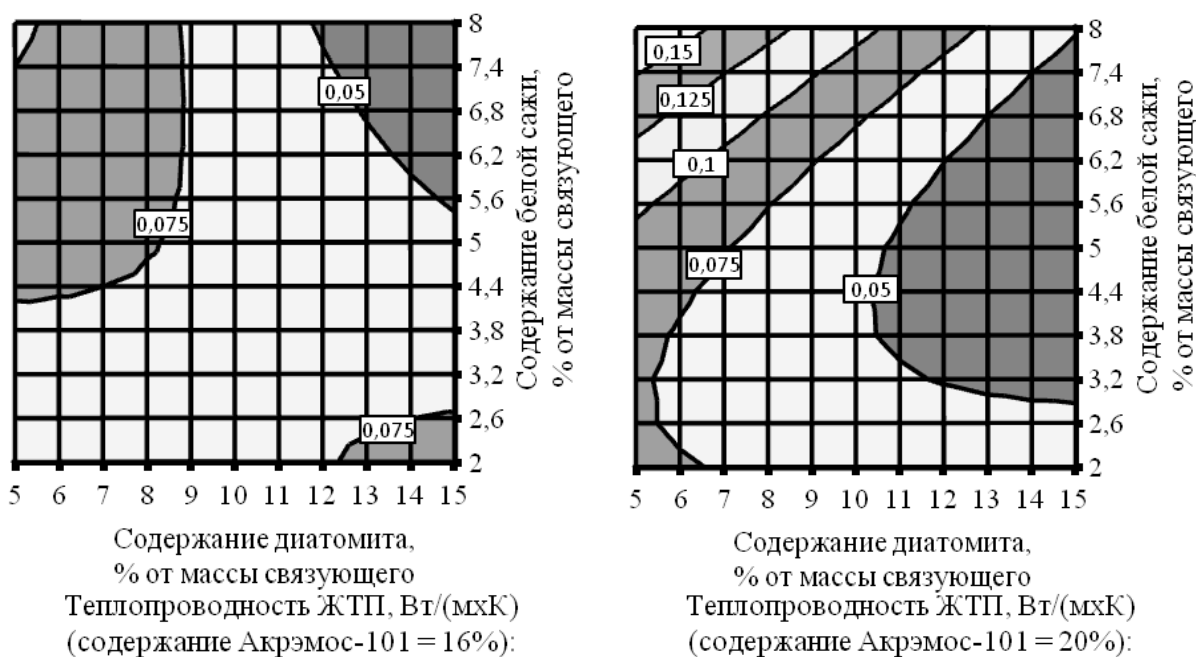 0,05
0,075
0,075
8
7,4
6,8
6,2
5,6
5
4,4
3,8
3,2
2,6
2
Содержание белой сажи,
% от массы связующего
5 6 7 8 9 10 11 12 13 14 15
Содержание диатомита,
% от массы связующего
Теплопроводность ЖТП, Вт/(мхК)
(содержание Акрэмос-101 = 16%):
0,15
0,125
0,1
0,075
0,05
8
7,4
6,8
6,2
5,6
5
4,4
3,8
3,2
2,6
2
Содержание белой сажи,
% от массы связующего
5 6 7 8 9 10 11 12 13 14 15
Содержание диатомита,
% от массы связующего
Теплопроводность ЖТП, Вт/(мхК)
(содержание Акрэмос-101 = 20%):